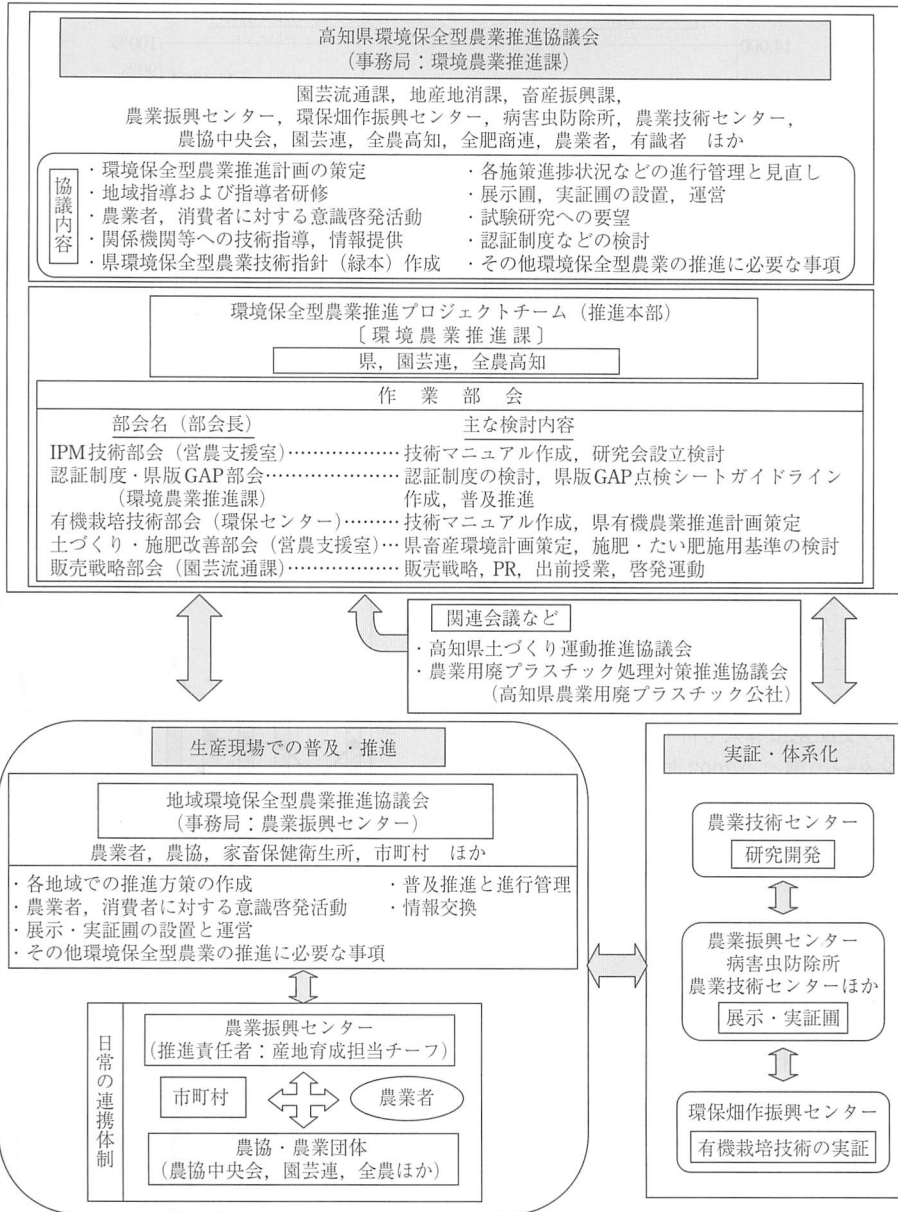 高知県環境保全型農業推進協議会
(事務局：環境農業推進課)
園芸流通課，地産地消課，畜産振興課，
農業振興センター，環保畑作振興センター，病害虫防除所，農業技術センター，
農協中央会，園芸連，全農高知，全肥商連，農業者，有識者　ほか
協議内容
・環境保全型農業推進計画の策定
・地域指導および指導者研修
・農業者，消費者に対する意識啓発活動
・関係機関等への技術指導，情報提供
・県環境保全型農業技術指針（緑本）作成
・各施策進捗状況などの進行管理と見直し
・展示圃，実証圃の設置，運営
・試験研究への要望
・認証制度などの検討
・その他環境保全型農業の推進に必要な事項
環境保全型農業推進プロジェクトチーム（推進本部）
〔環境農業推進課〕
県，園芸連，全農高知
作　業　部　会
部会名（部会長）　主な検討内容
IPM技術部会（営農支援室）…………技術マニュアル作成，研究会設立検討
認証制度・県版GAP部会……………認証制度の検討，県版GAP点検シートガイドライン
(環境農業推進課)　作成，普及推進
有機栽培技術部会（環保センター）………技術マニュアル作成，県有機農業推進計画策定
土づくり・施肥改善部会（営農支援室）…県畜産環境計画策定，施肥・たい肥施用基準の検討
販売戦略部会（園芸流通課）……………販売戦略，PR，出前授業，啓発運動
関連会議など
・高知県土づくり運動推進協議会
・農業用廃プラスチック処理対策推進協議会
(高知県農業用廃プラスチック公社)
生産現場での普及・推進
地域環境保全型農業推進協議会
(事務局：農業振興センター)
農業者，農協，家畜保健衛生所，市町村　ほか
・各地域での推進方策の作成
・農業者，消費者に対する意識啓発活動
・展示・実証圃の設置と運営
・その他環境保全型農業の推進に必要な事項
・普及推進と進行管理
・情報交換
日常の連携体制
農業振興センター
(推進責任者：産地育成担当チーフ)
市町村
農業者
農協・農業団体
(農協中央会，園芸連，全農ほか)
実証・体系化
農業技術センター
研究開発
農業振興センター
病害虫防除所
農業技術センターほか
展示・実証圃
環保畑作振興センター
有機栽培技術の実証